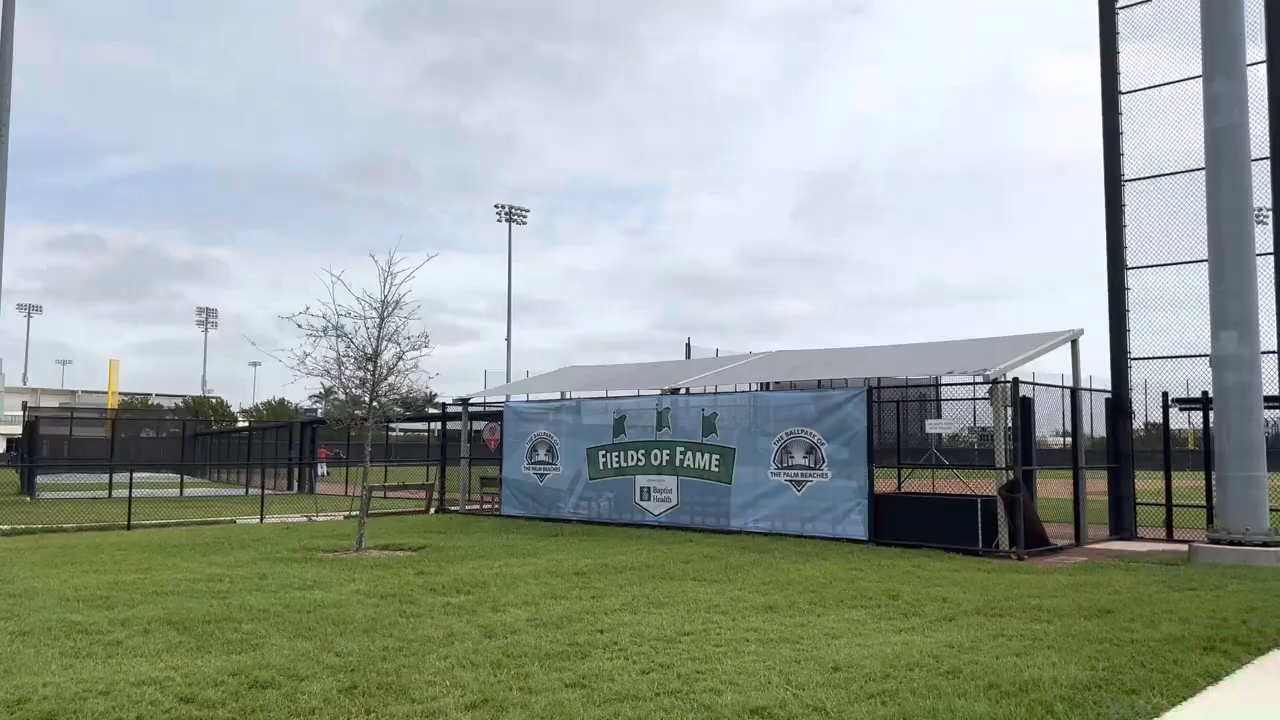 THE BALLPARK OF
THE PALM BEACHES
FIELDS OF FAME
Baptist
Health
THE BALLPARK OF
THE PALM BEACHES